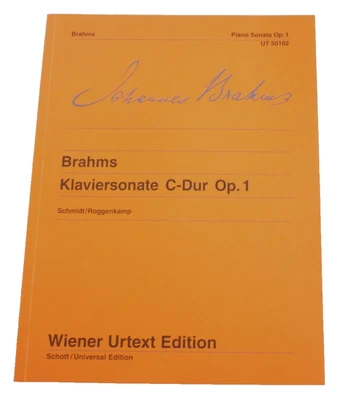 Brahms Piano Sonata Op. 1
UT 50192
Johannes Brahms
Brahms
Klaviersonate C-Dur Op. 1
Schmidt/Roggenkamp
Wiener Urtext Edition
Schott/Universal Edition